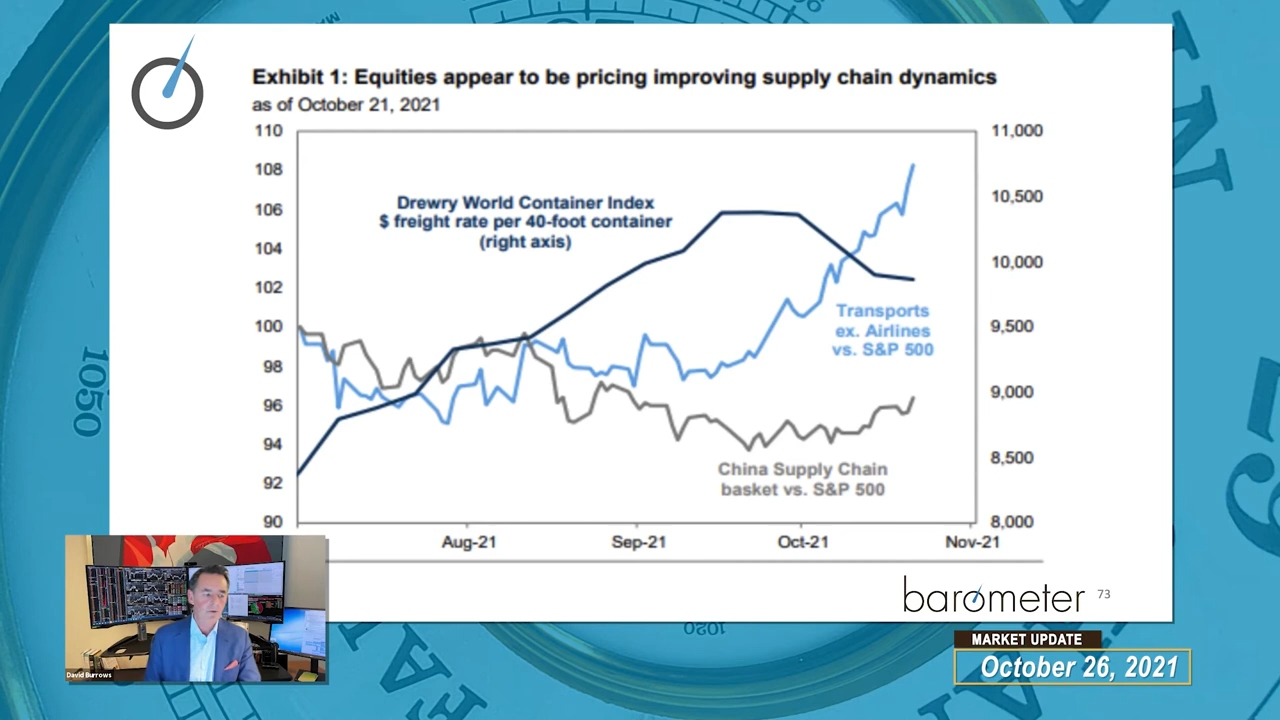 Exhibit 1: Equities appear to be pricing improving supply chain dynamics
as of October 21, 2021
110
108
106
104
102
100
98
96
94
92
90
11,000
10,500
10,000
9,500
9,000
8,500
8,000
Drewry World Container Index
$ freight rate per 40-foot container
(right axis)
Transports
ex. Airlines
vs. S&P 500
China Supply Chain
basket vs. S&P 500
Aug-21
Sep-21
Oct-21
Nov-21
barometer
73
MARKET UPDATE
October 26, 2021
David Burrows
1050
1020